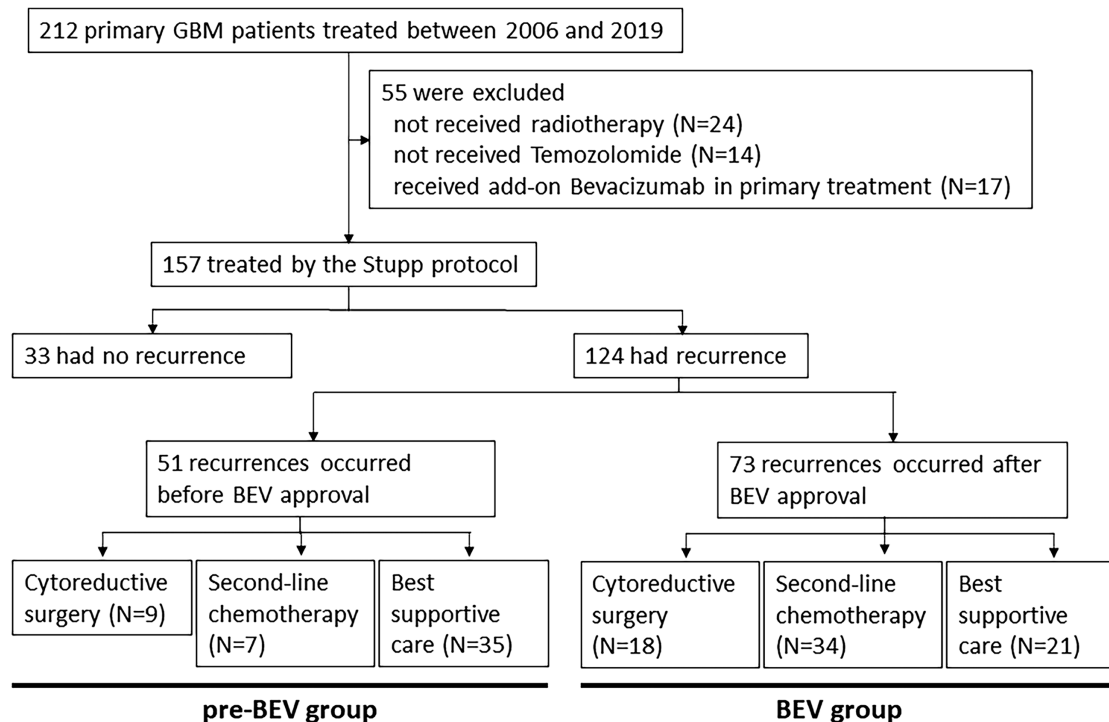 212 primary GBM patients treated between 2006 and 2019
55 were excluded
not received radiotherapy (N=24)
not received Temozolomide (N=14)
received add-on Bevacizumab in primary treatment (N=17)
157 treated by the Stupp protocol
33 had no recurrence
124 had recurrence
51 recurrences occurred
before BEV approval
73 recurrences occurred after
BEV approval
Cytoreductive
surgery (N=9)
Second-line
chemotherapy
(N=7)
Best
supportive
care (N=35)
Cytoreductive
surgery
(N=18)
Second-line
chemotherapy
(N=34)
Best
supportive
care (N=21)
pre-BEV group
BEV group